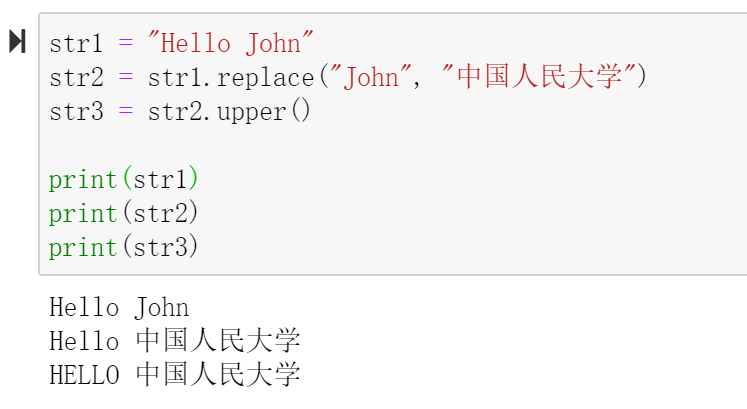 str1 = "Hello John"
str2 = str1.replace("John", "中国人民大学")
str3 = str2.upper()
print(str1)
print(str2)
print(str3)
Hello John
Hello 中国人民大学
HELLO 中国人民大学